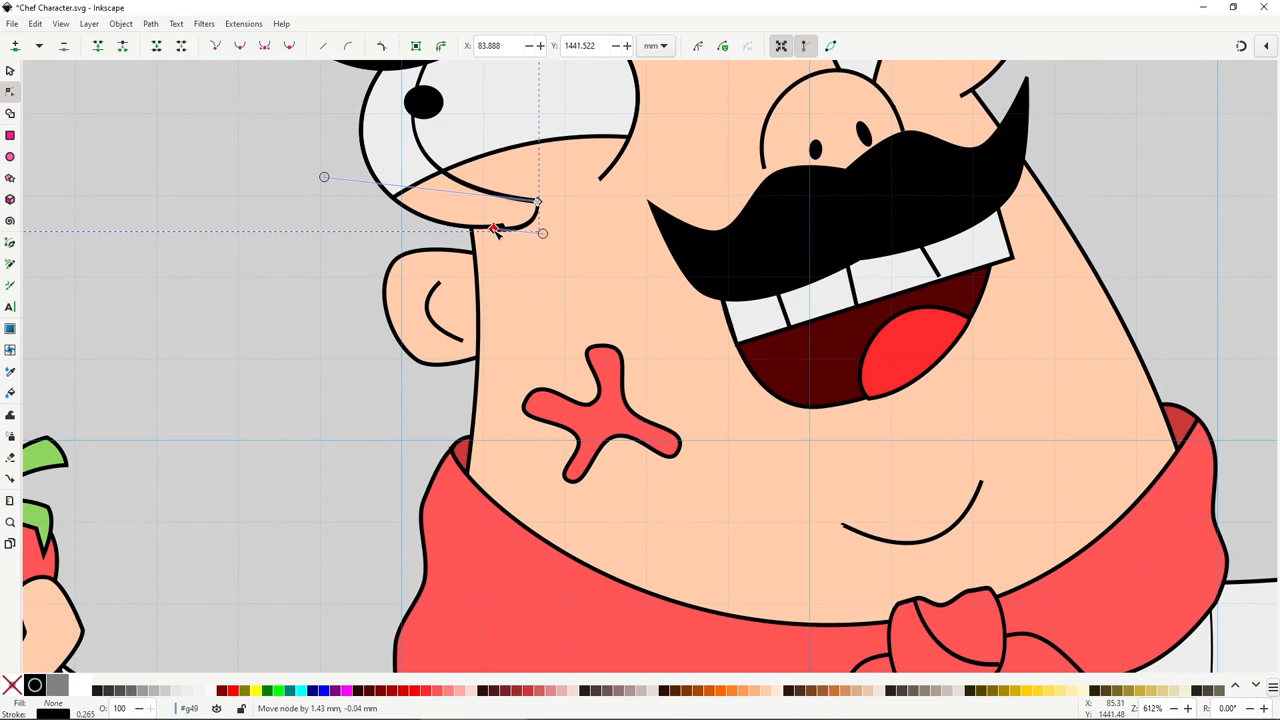 *Chef Character.svg - Inkscape
File Edit View Layer Object Path Text Filters Extensions Help
X: 83.888 Y: 1441.522 mm
Fill: None
Stroke: 0.265
O: 100
#g49
Move node by 1.43 mm, -0.04 mm
X: 85.31
Y: 1441.48
Z: 612%
R: 0.00°